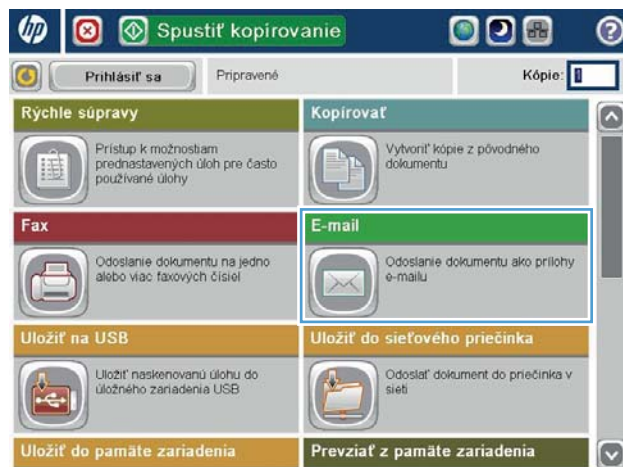 hp
Spustiť kopírovanie
?
Prihlásiť sa
Pripravené
Kópie: 1
Rýchle súpravy
Kopírovať
Prístup k možnostiam
prednastavených úloh pre často
používané úlohy
Vytvoriť kópie z pôvodného
dokumentu
Fax
E-mail
Odoslanie dokumentu na jedno
alebo viac faxových čísiel
Odoslanie dokumentu ako prílohy
e-mailu
Uložiť na USB
Uložiť do sieťového priečinka
Uložiť naskenovanú úlohu do
úložného zariadenia USB
Odoslať dokument do priečinka v
sieti
Uložiť do pamäte zariadenia
Prevziať z pamäte zariadenia